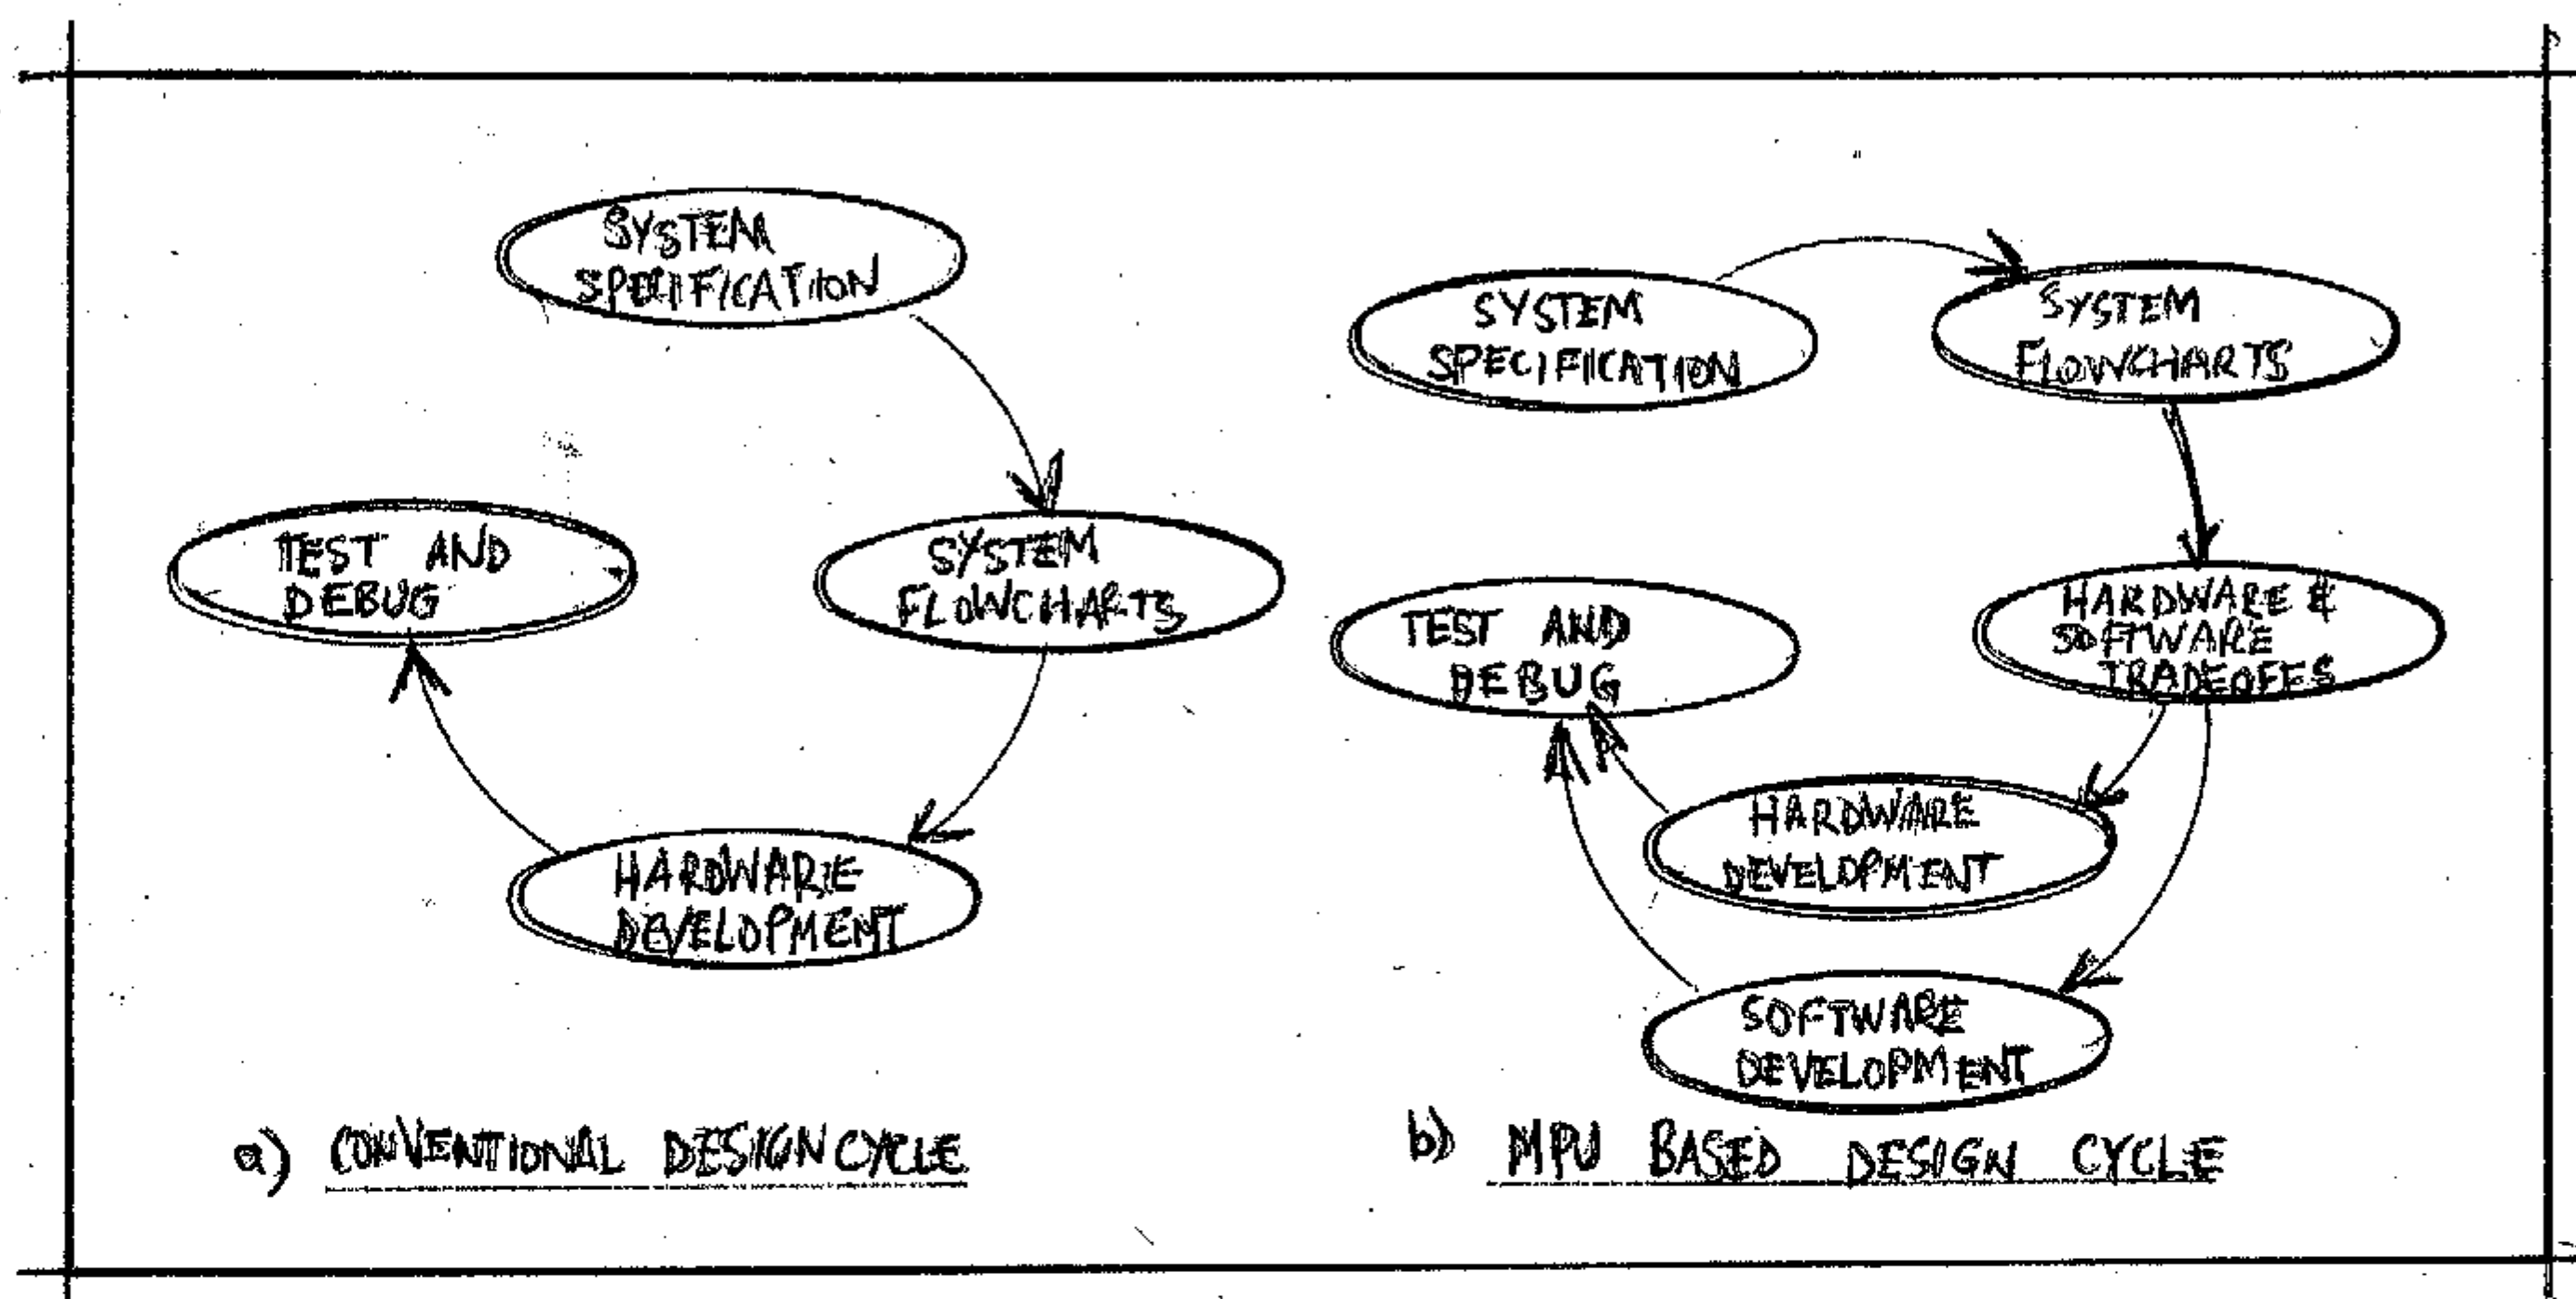 SYSTEM
SPECIFICATION
SYSTEM
FLOWCHARTS
HARDWARE
DEVELOPMENT
TEST AND
DEBUG
a) CONVENTIONAL DESIGN CYCLE
SYSTEM
SPECIFICATION
SYSTEM
FLOWCHARTS
HARDWARE &
SOFTWARE
TRADEOFFS
HARDWARE
DEVELOPMENT
SOFTWARE
DEVELOPMENT
TEST AND
DEBUG
b) MPU BASED DESIGN CYCLE